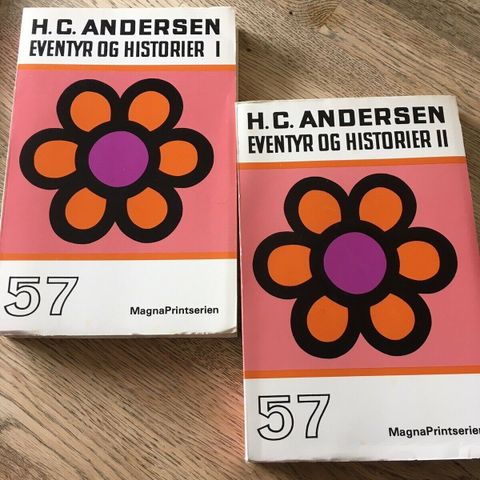 H.C. ANDERSEN
EVENTYR OG HISTORIER I
57
MagnaPrintserien
H.C. ANDERSEN
EVENTYR OG HISTORIER II
57
MagnaPrintserien